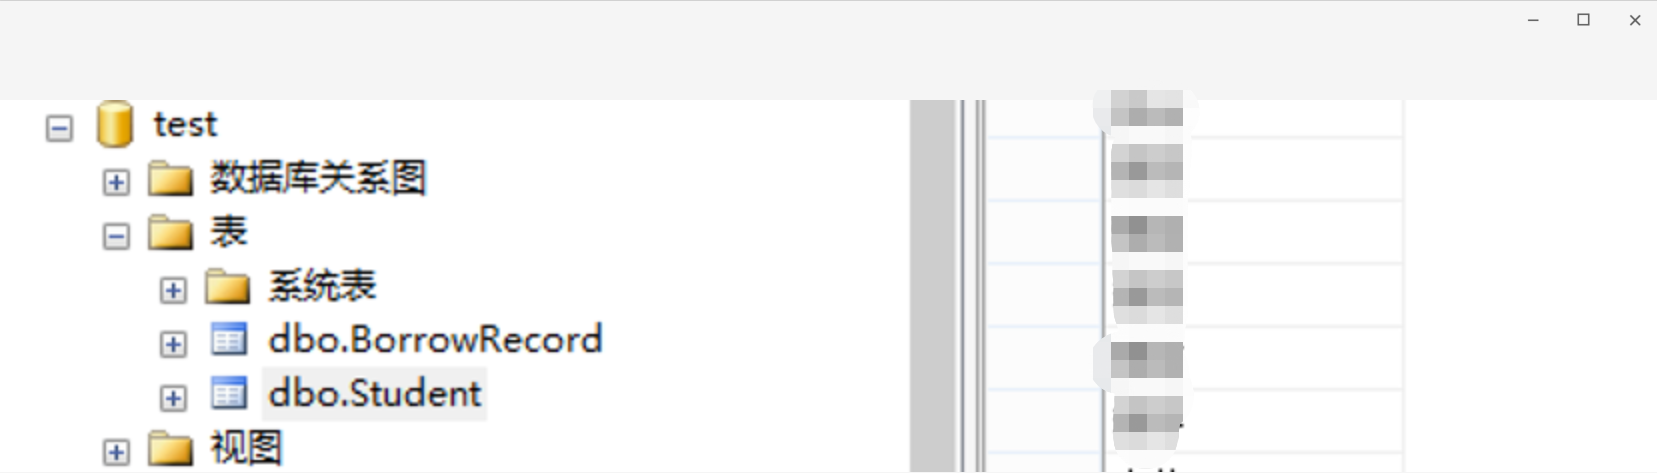 test
数据库关系图
表
系统表
dbo.BorrowRecord
dbo.Student
视图